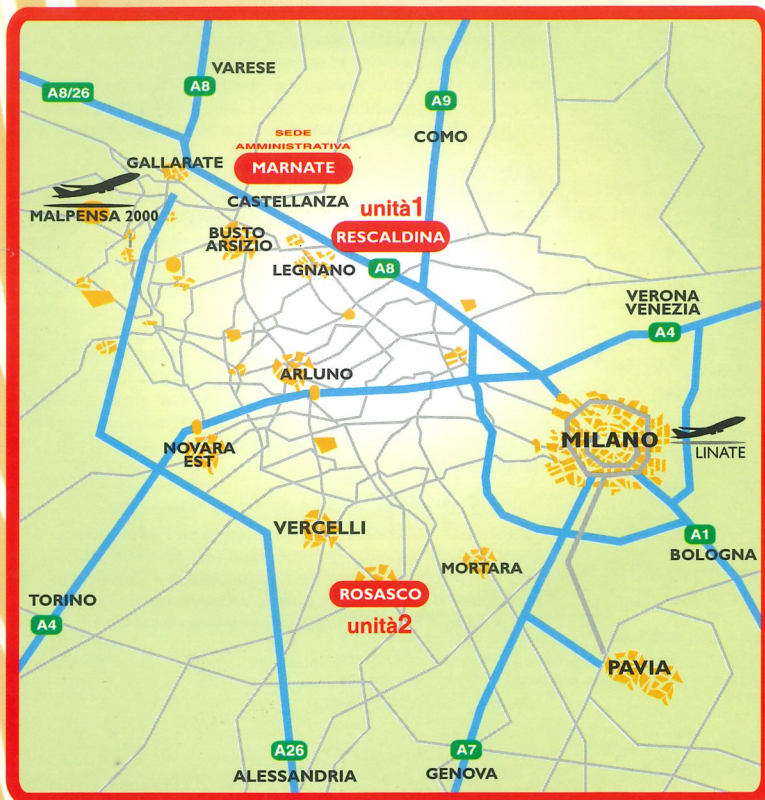 VARESE
A8/26
A8
A9
COMO
SEDE
AMMINISTRATIVA
MARNATE
GALLARATE
MALPENSA 2000
CASTELLANZA
unità1
RESCALDINA
BUSTO
ARSIZIO
LEGNANO
A8
VERONA
VENEZIA
A4
ARLUNO
MILANO
LINATE
NOVARA
EST
VERCELLI
A1
BOLOGNA
MORTARA
ROSASCO
unità2
TORINO
A4
PAVIA
A26
ALESSANDRIA
A7
GENOVA